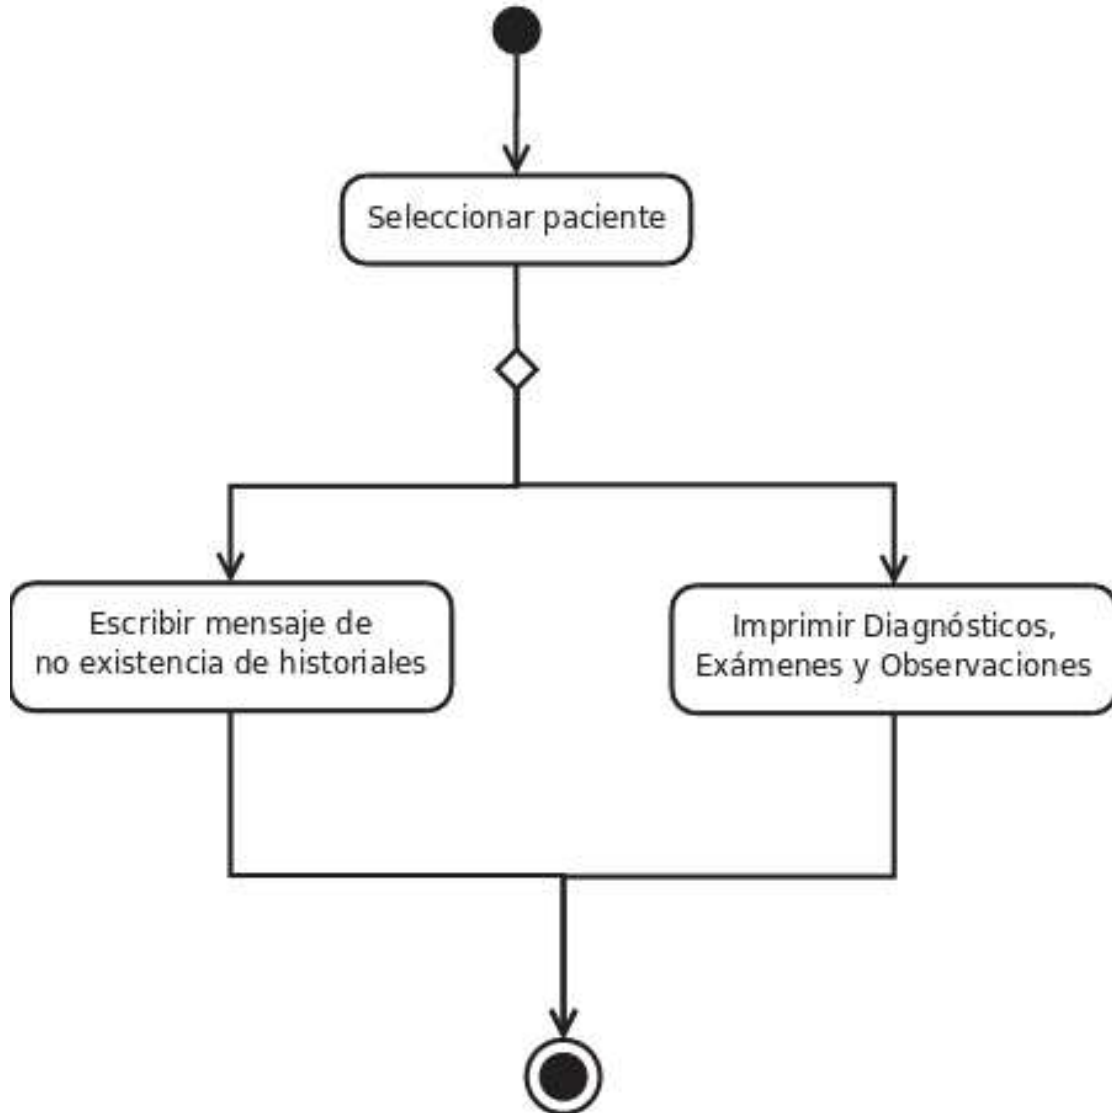 Seleccionar paciente
Escribir mensaje de
no existencia de historiales
Imprimir Diagnósticos,
Exámenes y Observaciones